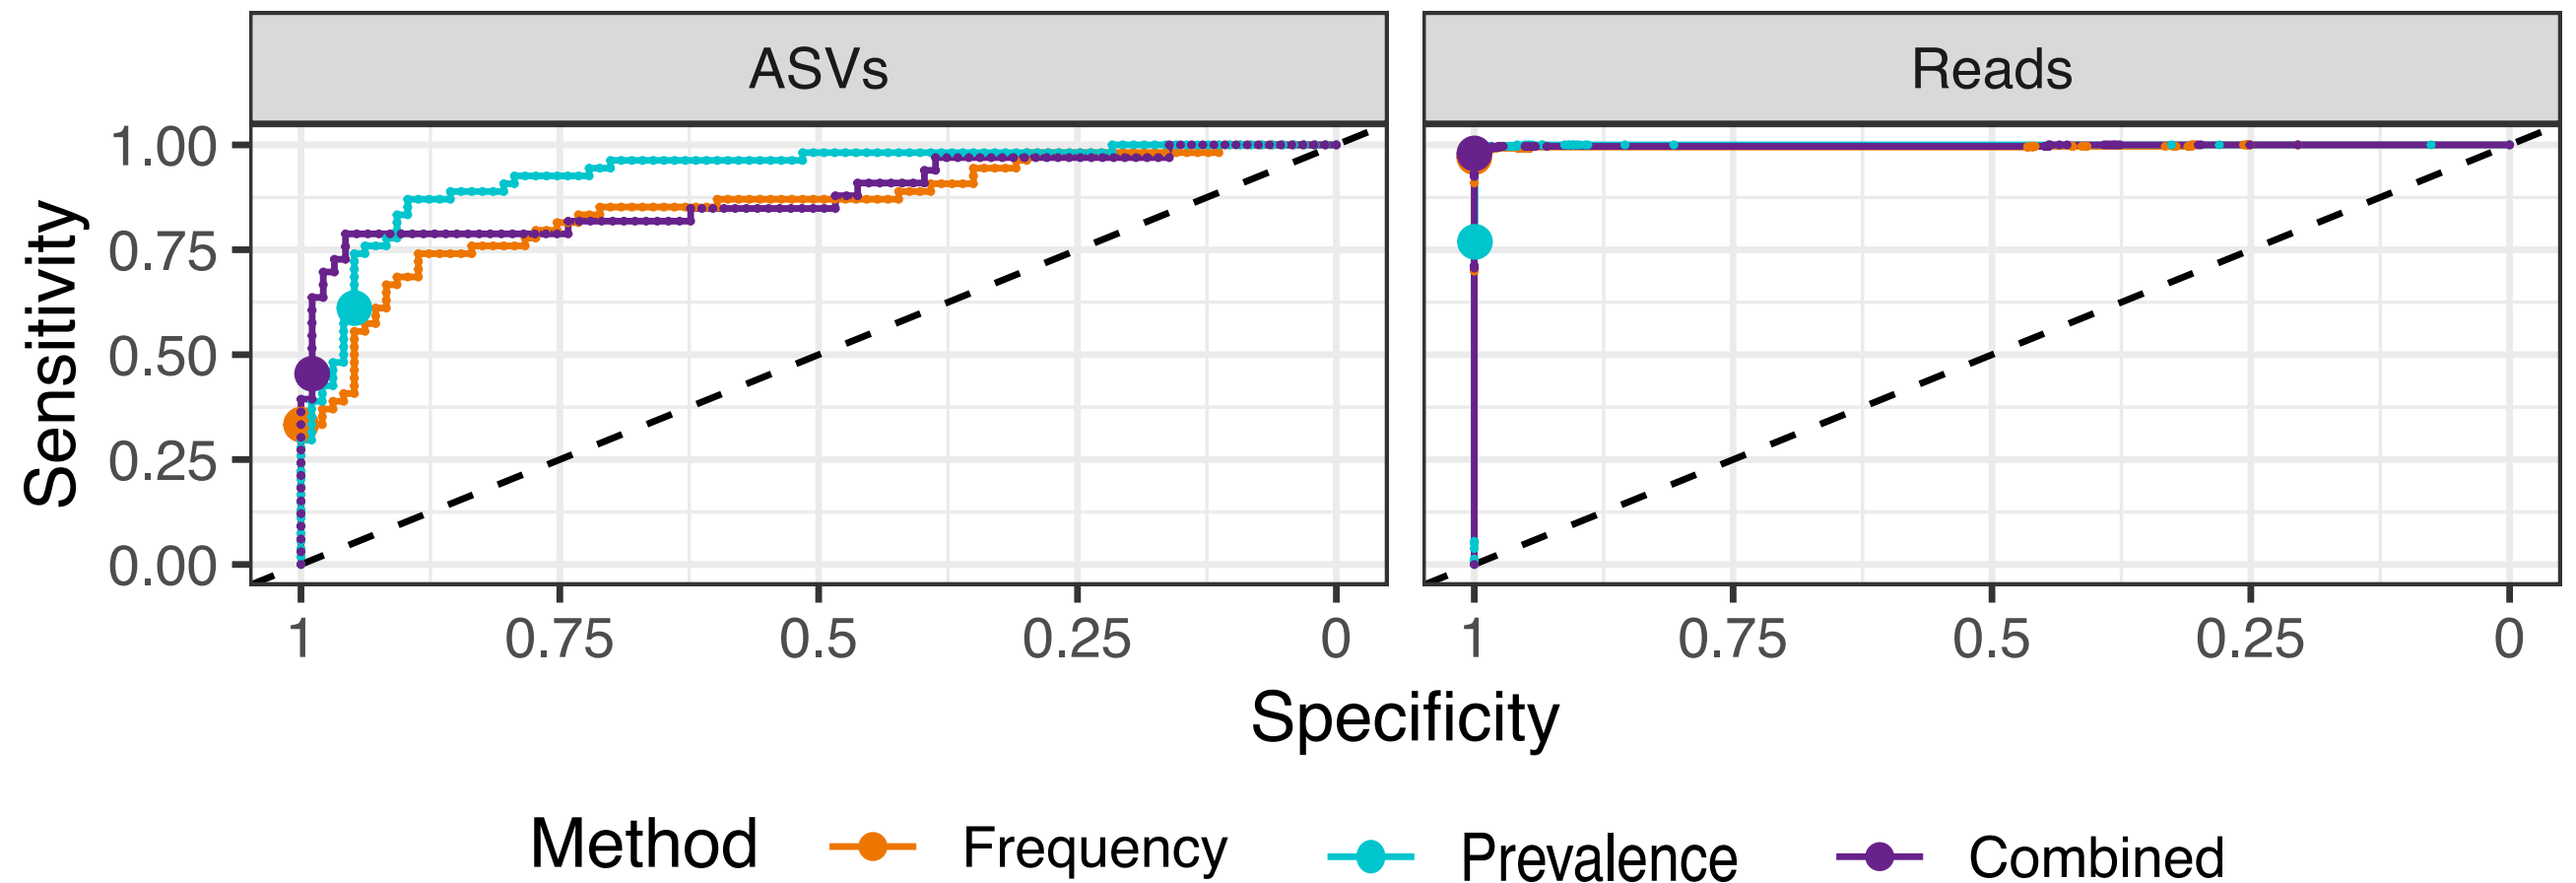 ASVs
Reads
Sensitivity
1.00
0.75
0.50
0.25
0.00
1 0.75 0.5 0.25 0
1 0.75 0.5 0.25 0
Specificity
Method Frequency Prevalence Combined